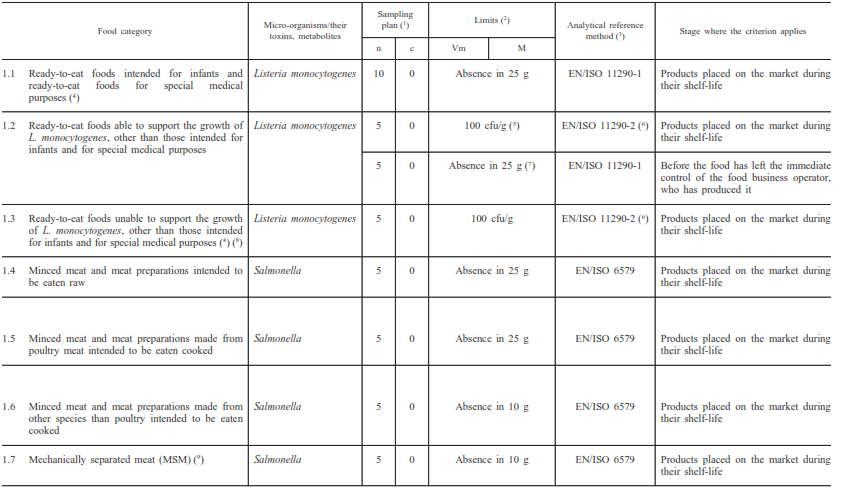 Food category
Micro-organisms/their
toxins, metabolites
Sampling
plan (¹)
Limits (²)
Analytical reference
method (³)
Stage where the criterion applies
n
c
Vm
M
1.1 Ready-to-eat foods intended for infants and
ready-to-eat foods for special medical
purposes (⁴)
Listeria monocytogenes
10
0
Absence in 25 g
EN/ISO 11290-1
Products placed on the market during
their shelf-life
1.2 Ready-to-eat foods able to support the growth of
L. monocytogenes, other than those intended for
infants and for special medical purposes
Listeria monocytogenes
5
0
100 cfu/g (⁵)
EN/ISO 11290-2 (⁶)
Products placed on the market during
their shelf-life
5
0
Absence in 25 g (⁷)
EN/ISO 11290-1
Before the food has left the immediate
control of the food business operator,
who has produced it
1.3 Ready-to-eat foods unable to support the growth
of L. monocytogenes, other than those intended
for infants and for special medical purposes (⁴) (⁸)
Listeria monocytogenes
5
0
100 cfu/g
EN/ISO 11290-2 (⁶)
Products placed on the market during
their shelf-life
1.4 Minced meat and meat preparations intended to
be eaten raw
Salmonella
5
0
Absence in 25 g
EN/ISO 6579
Products placed on the market during
their shelf-life
1.5 Minced meat and meat preparations made from
poultry meat intended to be eaten cooked
Salmonella
5
0
Absence in 25 g
EN/ISO 6579
Products placed on the market during
their shelf-life
1.6 Minced meat and meat preparations made from
other species than poultry intended to be eaten
cooked
Salmonella
5
0
Absence in 10 g
EN/ISO 6579
Products placed on the market during
their shelf-life
1.7 Mechanically separated meat (MSM) (⁹)
Salmonella
5
0
Absence in 10 g
EN/ISO 6579
Products placed on the market during
their shelf-life